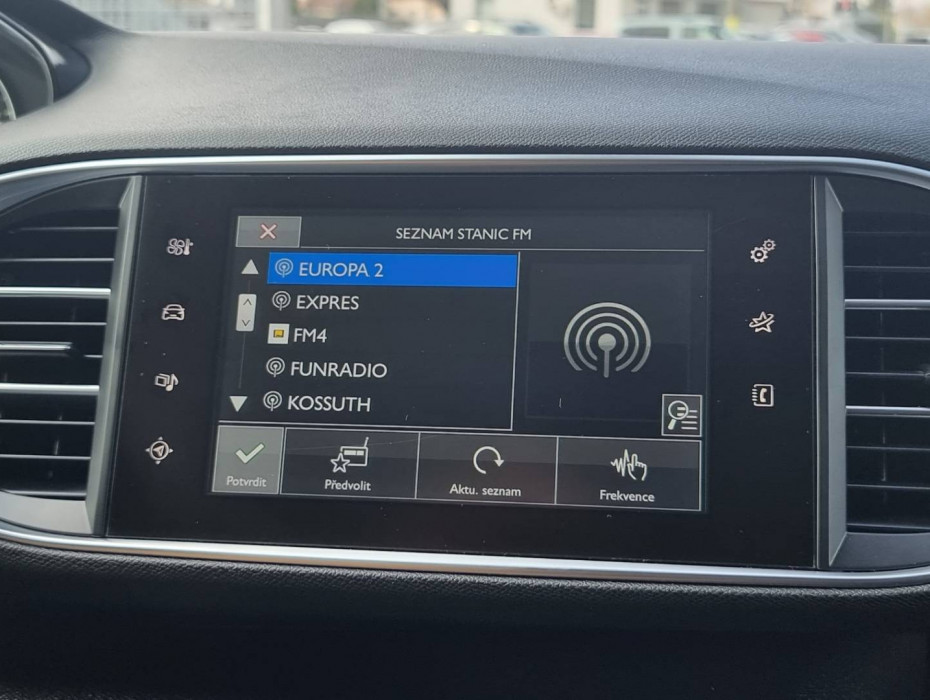 SEZNAM STANIC FM
EUROPA 2
EXPRES
FM4
FUNRADIO
KOSSUTH
Potvrdit
Předvolit
Aktu. seznam
Frekvence